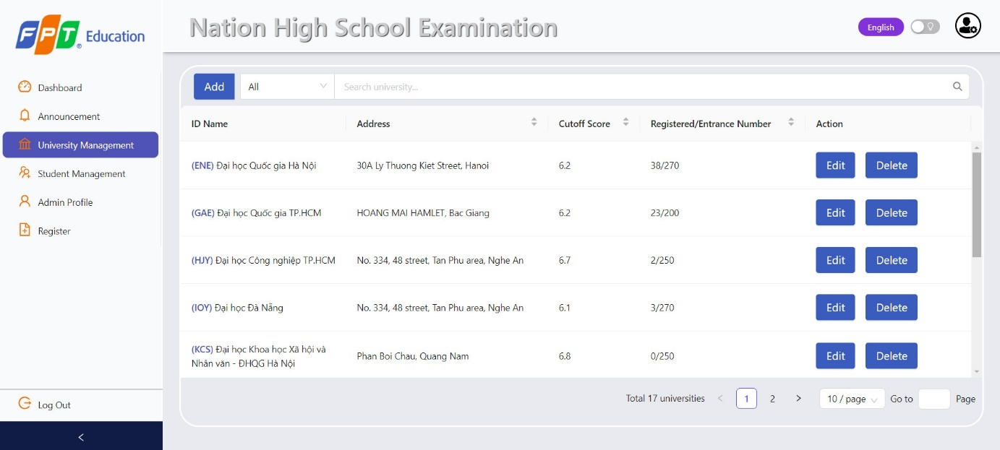 FPT® Education
Nation High School Examination
English
Dashboard
Announcement
University Management
Student Management
Admin Profile
Register
Log Out
Add All Search university...
ID Name Address Cutoff Score Registered/Entrance Number Action
(ENE) Đại học Quốc gia Hà Nội 30A Ly Thuong Kiet Street, Hanoi 6.2 38/270 Edit Delete
(GAE) Đại học Quốc gia TP.HCM HOANG MAI HAMLET, Bac Giang 6.2 23/200 Edit Delete
(HJY) Đại học Công nghiệp TP.HCM No. 334, 48 street, Tan Phu area, Nghe An 6.7 2/250 Edit Delete
(IOY) Đại học Đà Nẵng No. 334, 48 street, Tan Phu area, Nghe An 6.1 3/270 Edit Delete
(KCS) Đại học Khoa học Xã hội và
Nhân văn - ĐHQG Hà Nội Phan Boi Chau, Quang Nam 6.8 0/250 Edit Delete
Total 17 universities < 1 2 > 10 / page Go to Page
<